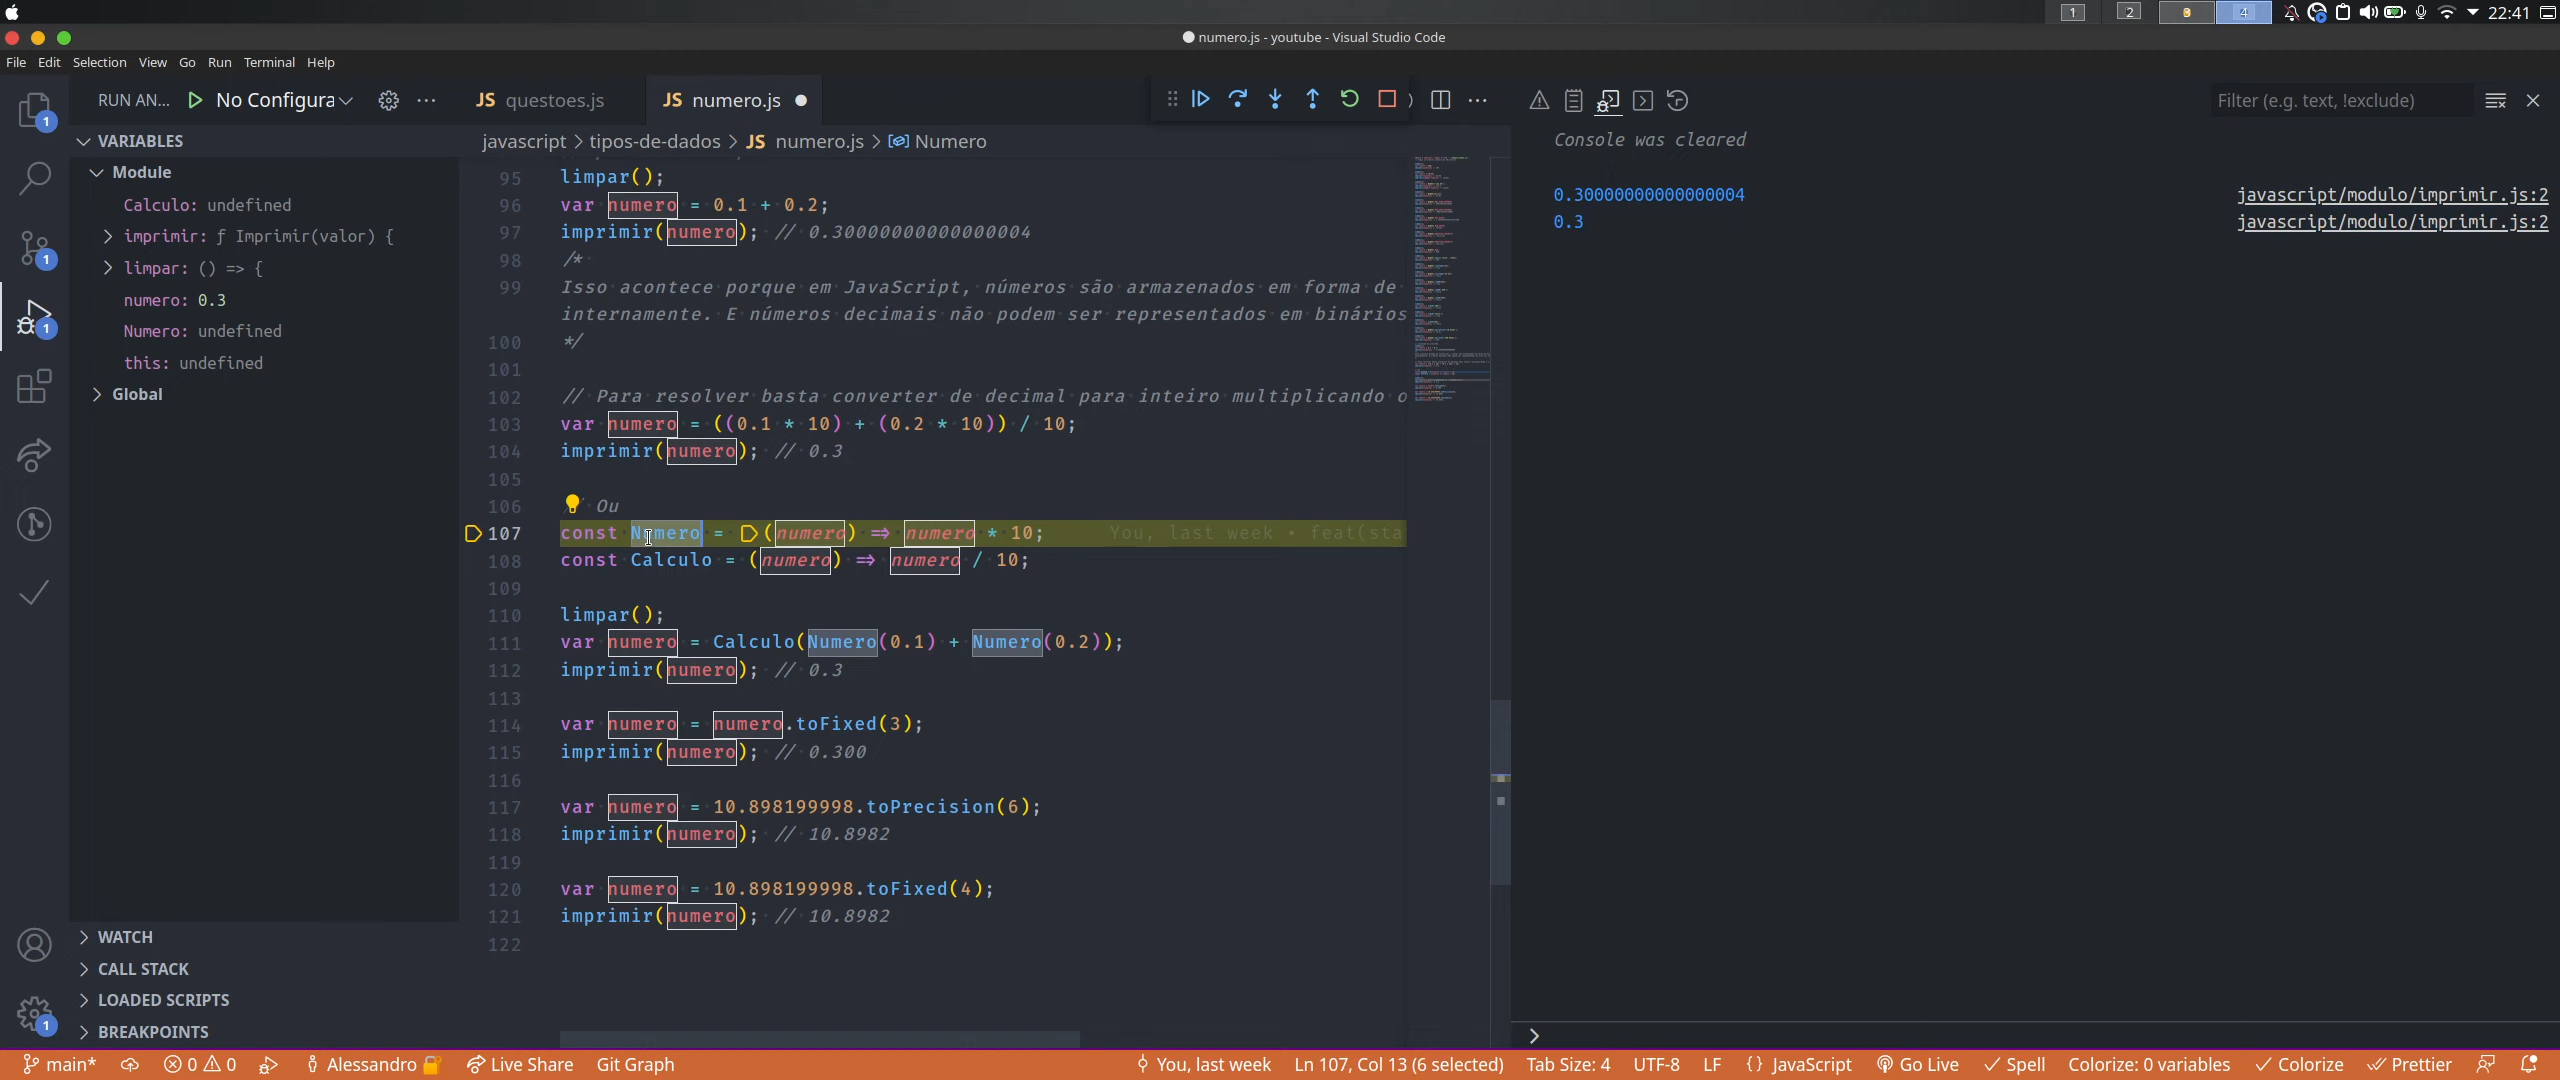 1 2 8 4 22:41
numero.js - youtube - Visual Studio Code
File Edit Selection View Go Run Terminal Help
RUN AN... No Configura
JS questoes.js JS numero.js
Filter (e.g. text, !exclude)
VARIABLES
Module
Calculo: undefined
imprimir: ƒ Imprimir(valor) {
limpar: () => {
numero: 0.3
Numero: undefined
this: undefined
Global
WATCH
CALL STACK
LOADED SCRIPTS
BREAKPOINTS
javascript > tipos-de-dados > JS numero.js > Numero
95 limpar();
96 var numero = 0.1 + 0.2;
97 imprimir(numero); // 0.30000000000000004
98 /*
99 Isso acontece porque em JavaScript, números são armazenados em forma de
internamente. E números decimais não podem ser representados em binários
100 */
101
102 // Para resolver basta converter de decimal para inteiro multiplicando o
103 var numero = ((0.1 * 10) + (0.2 * 10)) / 10;
104 imprimir(numero); // 0.3
105
106 Ou
107 const Numero = (numero) => numero * 10; You, last week • feat(sta
108 const Calculo = (numero) => numero / 10;
109
110 limpar();
111 var numero = Calculo(Numero(0.1) + Numero(0.2));
112 imprimir(numero); // 0.3
113
114 var numero = numero.toFixed(3);
115 imprimir(numero); // 0.300
116
117 var numero = 10.898199998.toPrecision(6);
118 imprimir(numero); // 10.8982
119
120 var numero = 10.898199998.toFixed(4);
121 imprimir(numero); // 10.8982
122
Console was cleared
0.30000000000000004 javascript/modulo/imprimir.js:2
0.3 javascript/modulo/imprimir.js:2
main* 0 0 Alessandro Live Share Git Graph You, last week Ln 107, Col 13 (6 selected) Tab Size: 4 UTF-8 LF {} JavaScript Go Live Spell Colorize: 0 variables Colorize Prettier